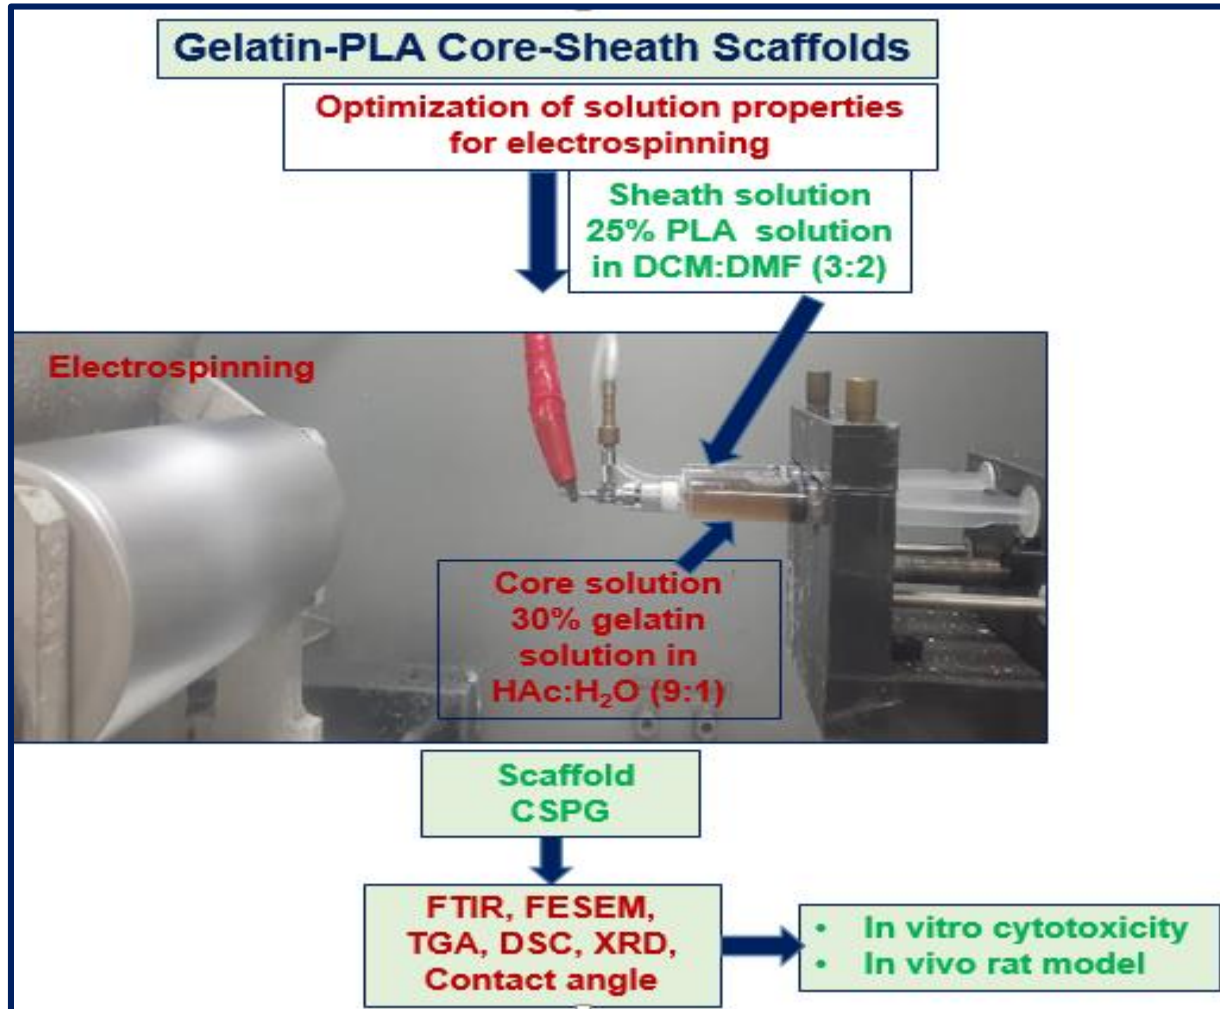 Gelatin-PLA Core-Sheath Scaffolds
Optimization of solution properties
for electrospinning
Sheath solution
25% PLA solution
in DCM:DMF (3:2)
Electrospinning
Core solution
30% gelatin
solution in
HAc:H₂O (9:1)
Scaffold
CSPG
FTIR, FESEM,
TGA, DSC, XRD,
Contact angle
• In vitro cytotoxicity
• In vivo rat model